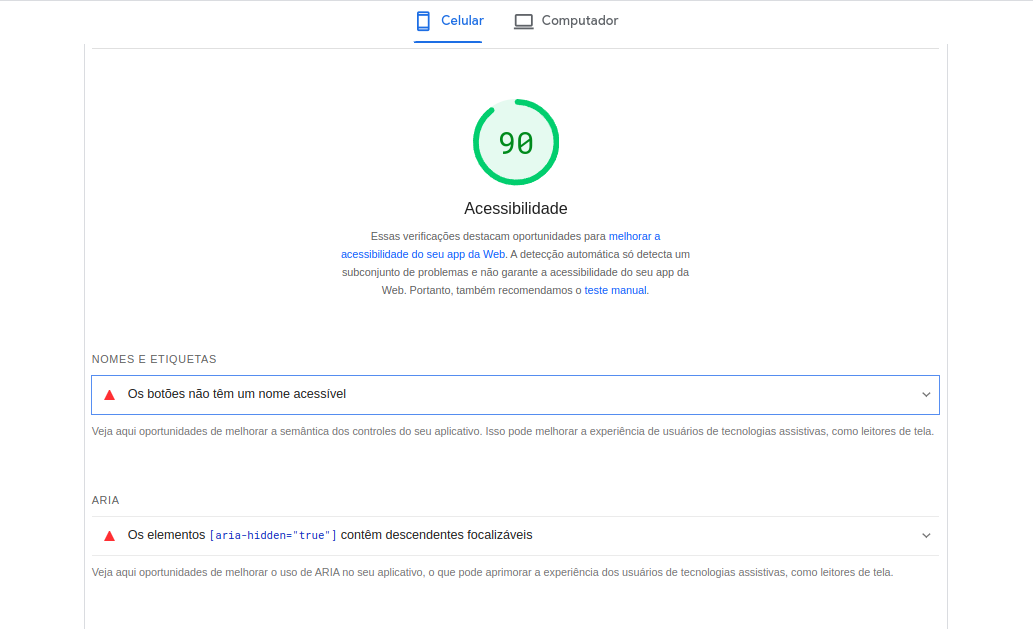 Celular Computador
90
Acessibilidade
Essas verificações destacam oportunidades para melhorar a
acessibilidade do seu app da Web. A detecção automática só detecta um
subconjunto de problemas e não garante a acessibilidade do seu app da
Web. Portanto, também recomendamos o teste manual.
NOMES E ETIQUETAS
Os botões não têm um nome acessível
Veja aqui oportunidades de melhorar a semântica dos controles do seu aplicativo. Isso pode melhorar a experiência de usuários de tecnologias assistivas, como leitores de tela.
ARIA
Os elementos [aria-hidden="true"] contêm descendentes focalizáveis
Veja aqui oportunidades de melhorar o uso de ARIA no seu aplicativo, o que pode aprimorar a experiência dos usuários de tecnologias assistivas, como leitores de tela.